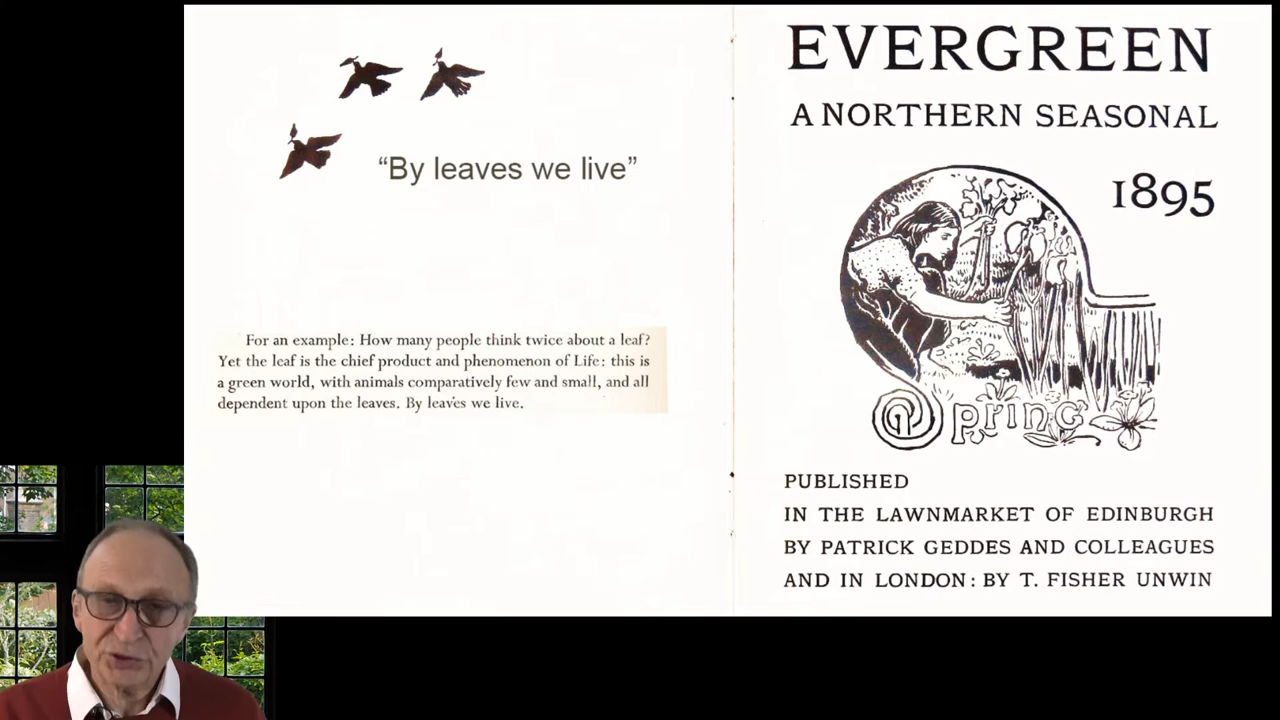 “By leaves we live”
For an example: How many people think twice about a leaf?
Yet the leaf is the chief product and phenomenon of Life: this is
a green world, with animals comparatively few and small, and all
dependent upon the leaves. By leaves we live.
EVERGREEN
A NORTHERN SEASONAL
1895
Spring
PUBLISHED
IN THE LAWNMARKET OF EDINBURGH
BY PATRICK GEDDES AND COLLEAGUES
AND IN LONDON: BY T. FISHER UNWIN